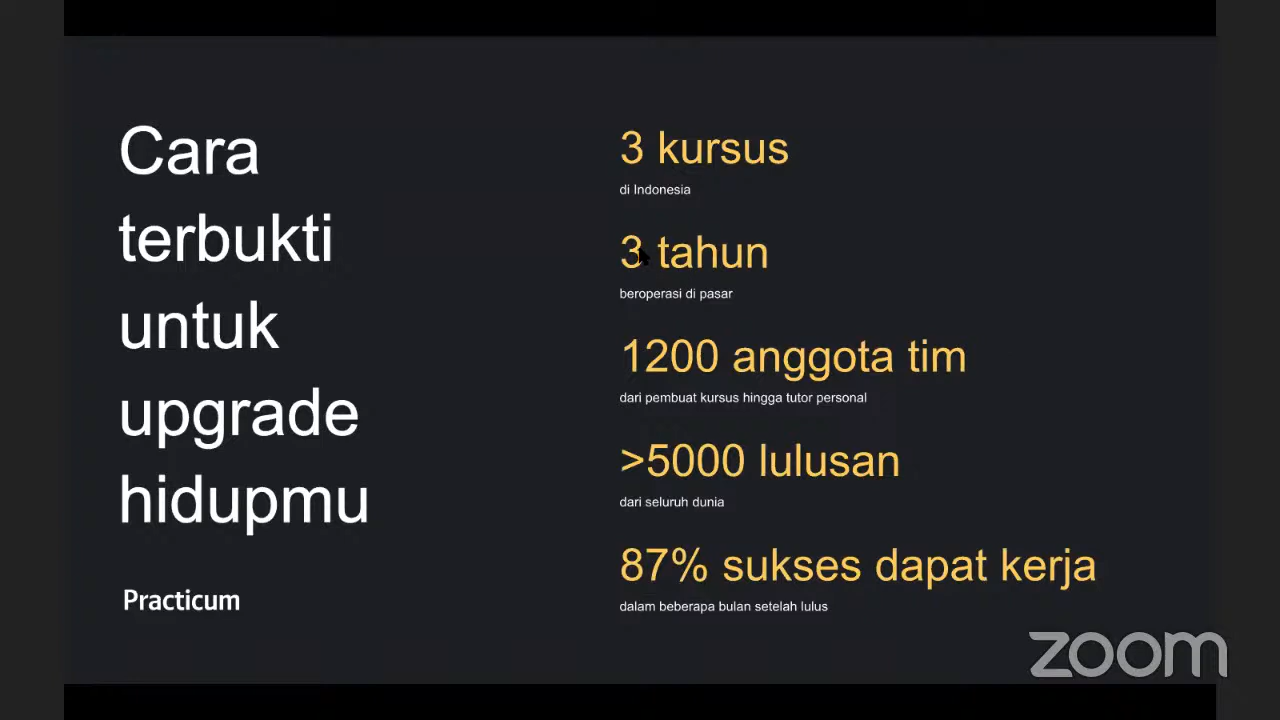 Cara
terbukti
untuk
upgrade
hidupmu
Practicum
3 kursus
di Indonesia
3 tahun
beroperasi di pasar
1200 anggota tim
dari pembuat kursus hingga tutor personal
>5000 lulusan
dari seluruh dunia
87% sukses dapat kerja
dalam beberapa bulan setelah lulus
zoom